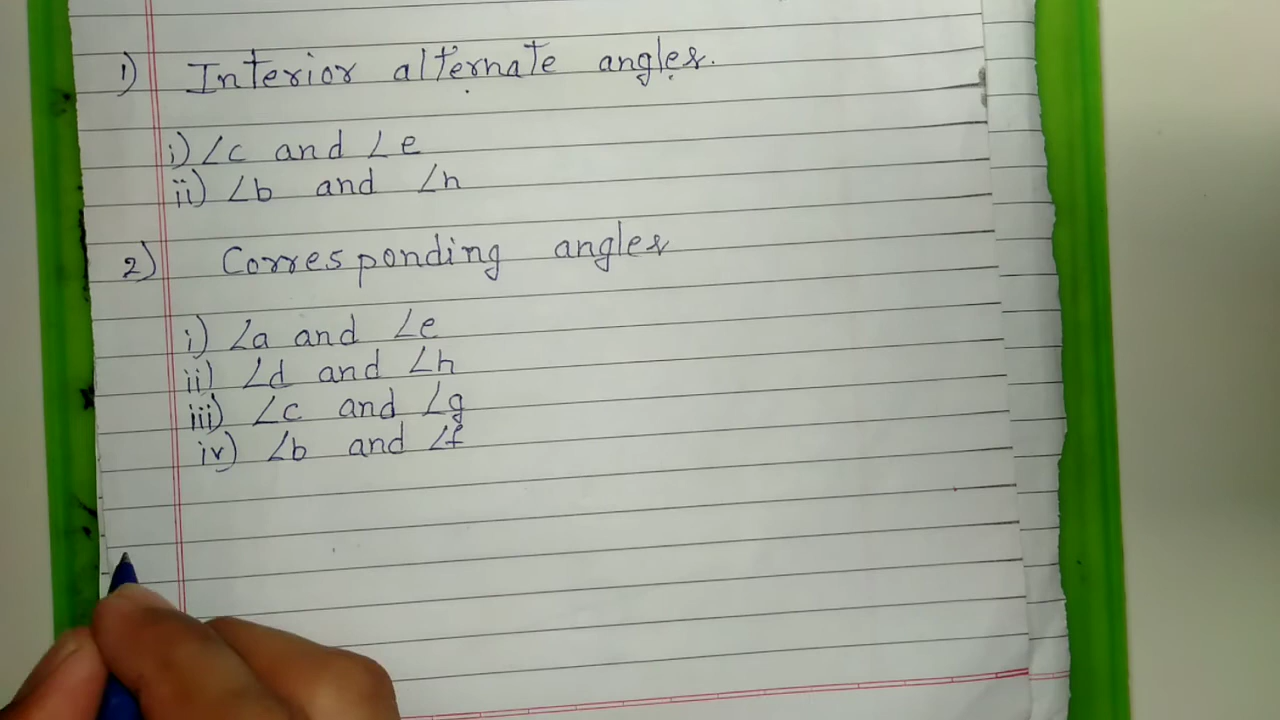 1) Interior alternate angles.
i) ∠c and ∠e
ii) ∠b and ∠h
2) Corresponding angles
i) ∠a and ∠e
ii) ∠d and ∠h
iii) ∠c and ∠g
iv) ∠b and ∠f